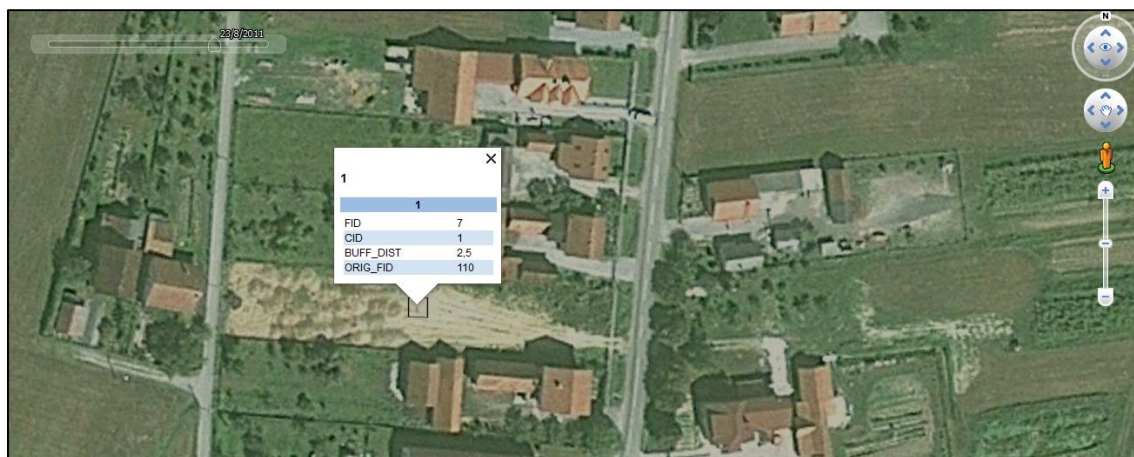 23/8/2011
N
1
1
FID 7
CID 1
BUFF_DIST 2,5
ORIG_FID 110